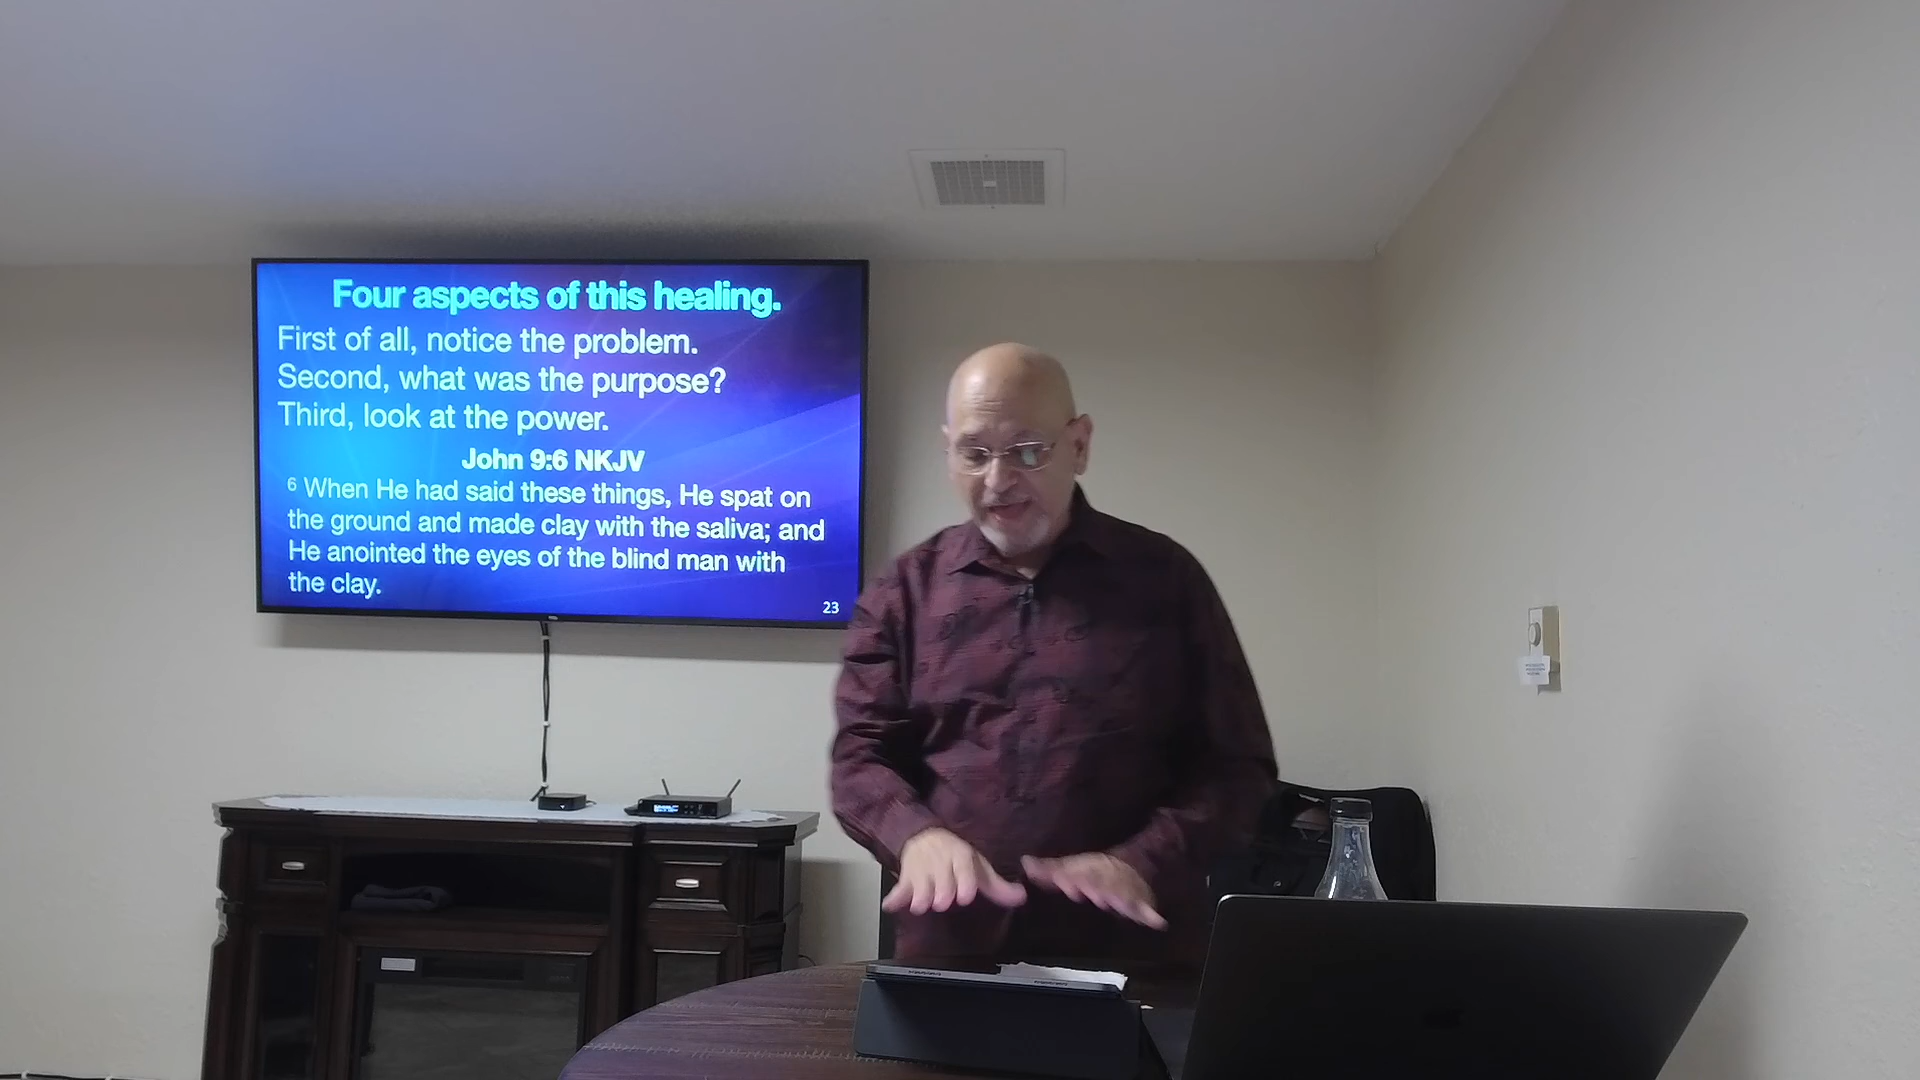 Four aspects of this healing.
First of all, notice the problem.
Second, what was the purpose?
Third, look at the power.
John 9:6 NKJV
6 When He had said these things, He spat on
the ground and made clay with the saliva; and
He anointed the eyes of the blind man with
the clay.
23